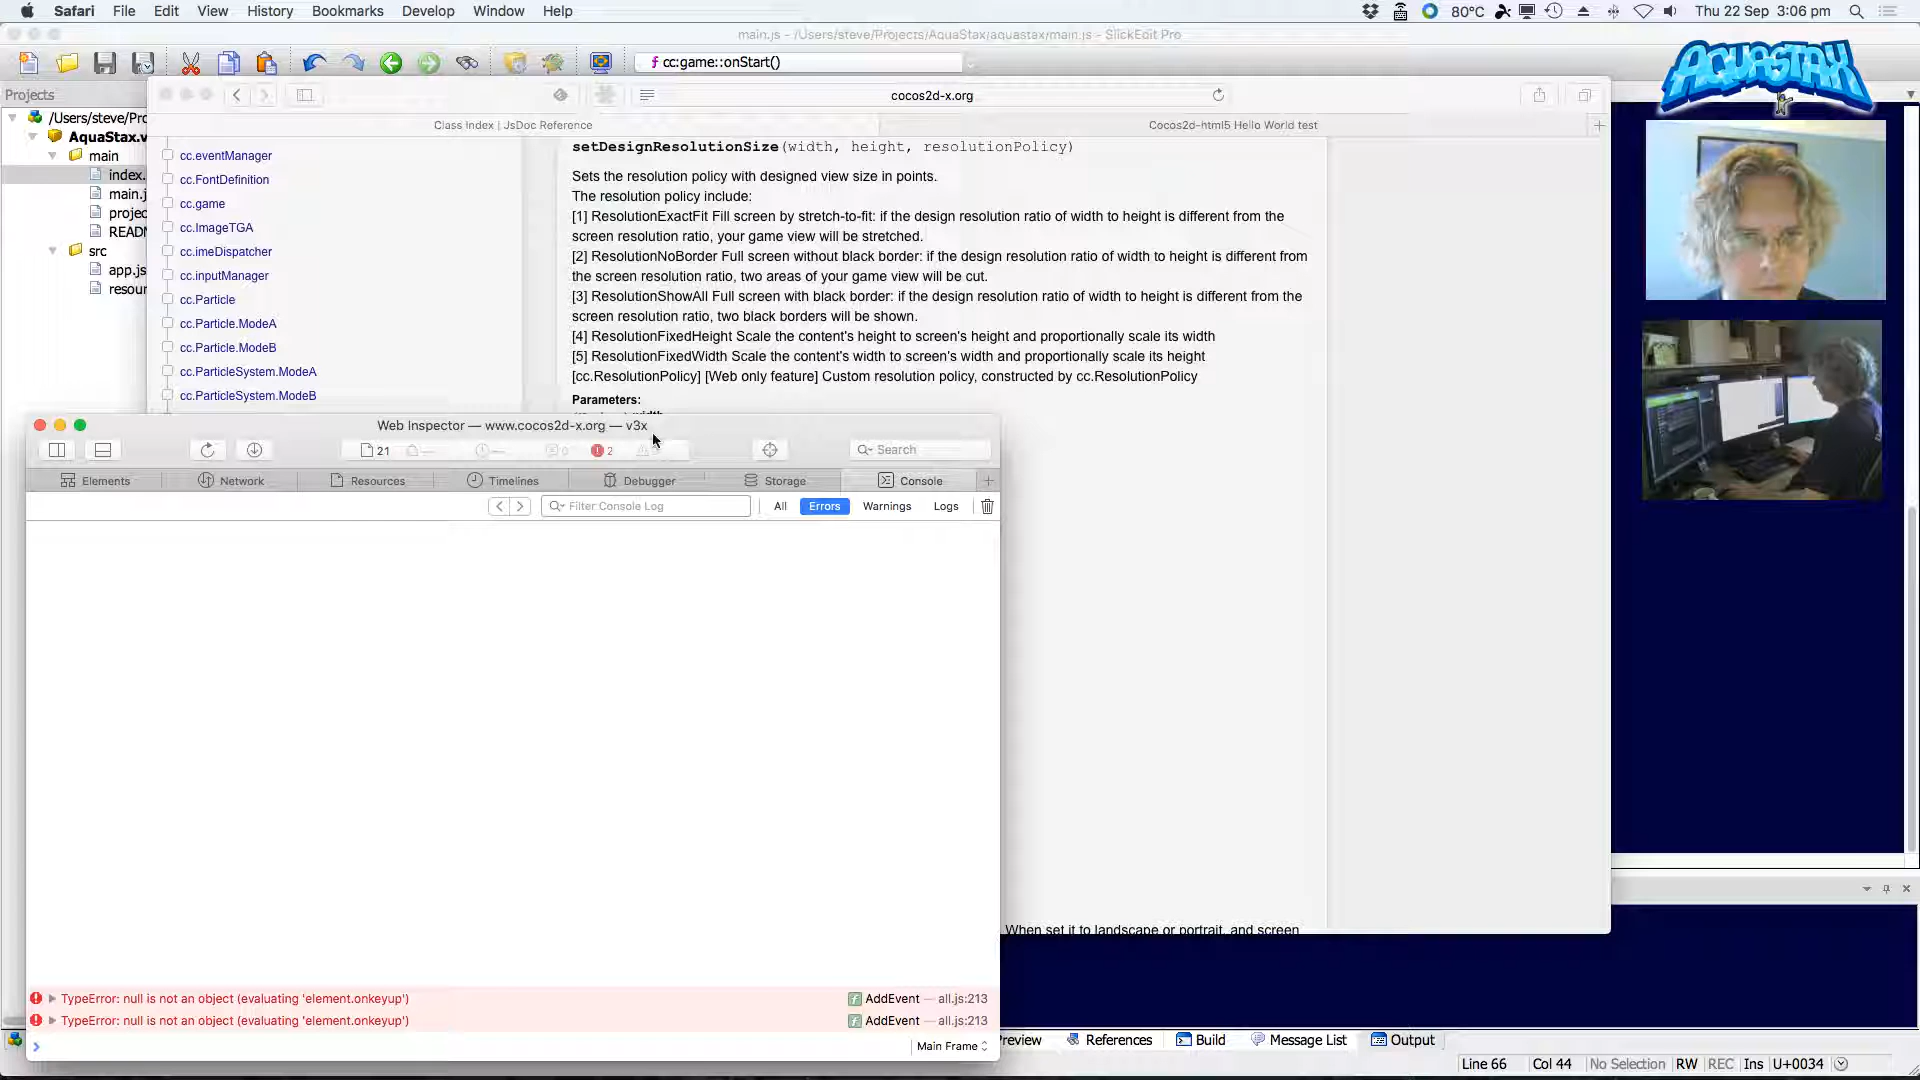 Safari File Edit View History Bookmarks Develop Window Help
80°C Thu 22 Sep 3:06 pm
main.js - /Users/steve/Projects/AquaStax/aquastax/main.js - SlickEdit Pro
cc:game::onStart()
AQUASTAX
Projects
cocos2d-x.org
Class Index | JsDoc Reference
Cocos2d-html5 Hello World test
/Users/steve/Pro
AquaStax.v
main
index.
main.j
projec
READM
src
app.js
resour
cc.eventManager
cc.FontDefinition
cc.game
cc.ImageTGA
cc.imeDispatcher
cc.inputManager
cc.Particle
cc.Particle.ModeA
cc.Particle.ModeB
cc.ParticleSystem.ModeA
cc.ParticleSystem.ModeB
setDesignResolutionSize(width, height, resolutionPolicy)
Sets the resolution policy with designed view size in points.
The resolution policy include:
[1] ResolutionExactFit Fill screen by stretch-to-fit: if the design resolution ratio of width to height is different from the
screen resolution ratio, your game view will be stretched.
[2] ResolutionNoBorder Full screen without black border: if the design resolution ratio of width to height is different from
the screen resolution ratio, two areas of your game view will be cut.
[3] ResolutionShowAll Full screen with black border: if the design resolution ratio of width to height is different from the
screen resolution ratio, two black borders will be shown.
[4] ResolutionFixedHeight Scale the content's height to screen's height and proportionally scale its width
[5] ResolutionFixedWidth Scale the content's width to screen's width and proportionally scale its height
[cc.ResolutionPolicy] [Web only feature] Custom resolution policy, constructed by cc.ResolutionPolicy
Parameters:
width
Web Inspector — www.cocos2d-x.org — v3x
21 — — 0 2
Search
Elements Network Resources Timelines Debugger Storage Console
Filter Console Log All Errors Warnings Logs
When set it to landscape or portrait, and screen
TypeError: null is not an object (evaluating 'element.onkeyup') f AddEvent — all.js:213
TypeError: null is not an object (evaluating 'element.onkeyup') f AddEvent — all.js:213
Main Frame
Preview References Build Message List Output
Line 66 Col 44 No Selection RW REC Ins U+0034